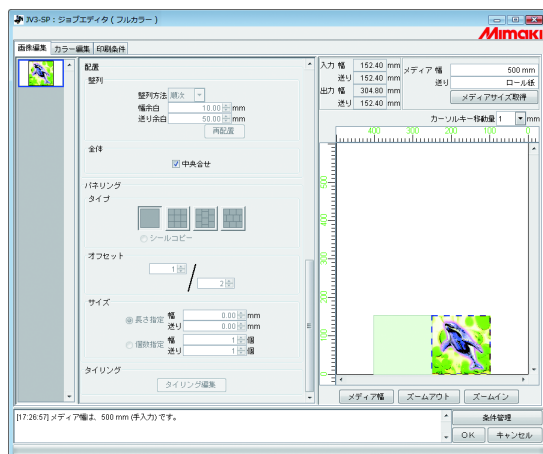 JV3-SP：ジョブエディタ（フルカラー）
Mimaki
画像編集 カラー編集 印刷条件
配置
整列
整列方法 順次
幅余白 10.00 mm
送り余白 50.00 mm
再配置
全体
中央合せ
パネリング
タイプ
シールコピー
オフセット
1 / 2
サイズ
長さ指定 幅 0.00 mm
送り 0.00 mm
個数指定 幅 1 個
送り 1 個
タイリング
タイリング編集
入力 幅 152.40 mm
送り 152.40 mm
出力 幅 304.80 mm
送り 152.40 mm
メディア 幅 500 mm
送り ロール紙
メディアサイズ取得
カーソルキー移動量 1 mm
400 300 200 100 0
500
400
300
200
100
0
メディア幅 ズームアウト ズームイン
[17:26:57] メディア幅は、500 mm (手入力) です。
条件管理
OK キャンセル